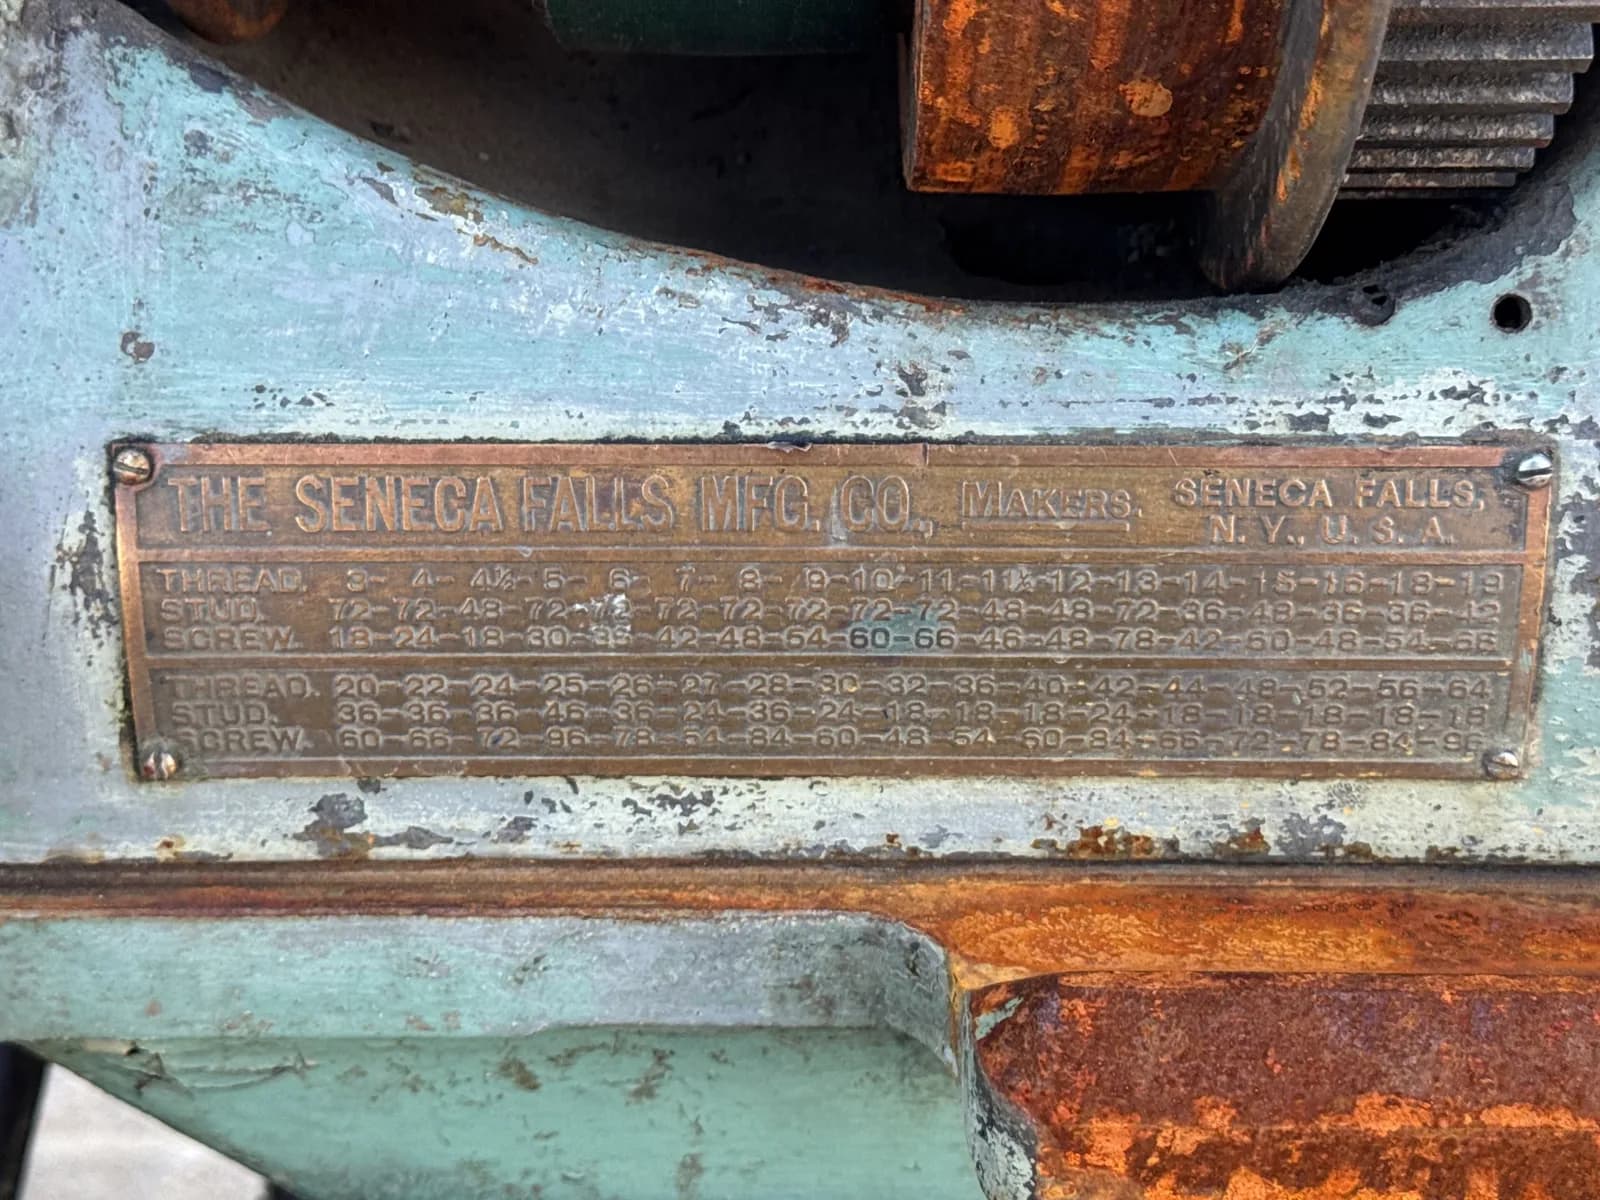 THE SENECA FALLS MFG. CO., MAKERS. SENECA FALLS,
N. Y., U. S. A.
THREAD. 3-4-4½-5-6-7-8-9-10-11-11½-12-13-14-15-16-18-19
STUD. 72-72-48-72-72-72-72-72-72-72-48-48-72-36-48-36-36-42
SCREW. 18-24-18-30-36-42-48-54-60-66-46-48-78-42-60-48-54-66
THREAD. 20-22-24-25-26-27-28-30-32-36-40-42-44-48-52-56-64
STUD. 36-36-36-46-36-24-36-24-18-18-18-24-18-18-18-18-18
SCREW. 60-66-72-96-78-54-84-60-48-54-60-84-66-72-78-84-96